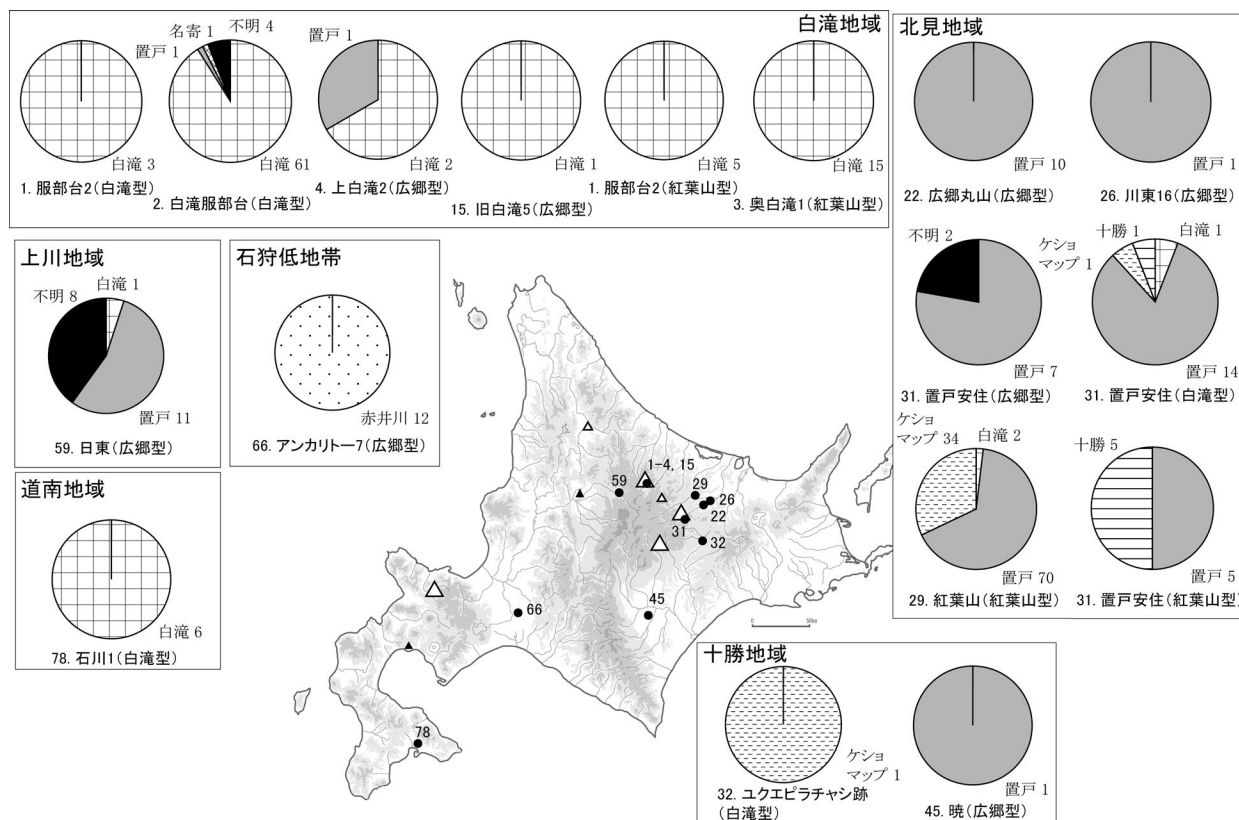 白滝地域
白滝 3
1. 服部台2(白滝型)
置戸 1
名寄 1
不明 4
白滝 61
2. 白滝服部台(白滝型)
置戸 1
白滝 2
4. 上白滝2(広郷型)
白滝 1
15. 旧白滝5(広郷型)
白滝 5
1. 服部台2(紅葉山型)
白滝 15
3. 奥白滝1(紅葉山型)
北見地域
置戸 10
22. 広郷丸山(広郷型)
置戸 1
26. 川東16(広郷型)
不明 2
置戸 7
31. 置戸安住(広郷型)
ケショ
マップ 1
十勝 1
白滝 1
置戸 14
31. 置戸安住(白滝型)
ケショ
マップ 34
白滝 2
置戸 70
29. 紅葉山(紅葉山型)
十勝 5
置戸 5
31. 置戸安住(紅葉山型)
上川地域
不明 8
白滝 1
置戸 11
59. 日東(広郷型)
石狩低地帯
赤井川 12
66. アンカリトー7(広郷型)
道南地域
白滝 6
78. 石川1(白滝型)
1-4, 15
59
29
26
22
31
32
45
66
78
0
50km
十勝地域
ケショ
マップ 1
32. ユクエピラチャシ跡
(白滝型)
置戸 1
45. 暁(広郷型)